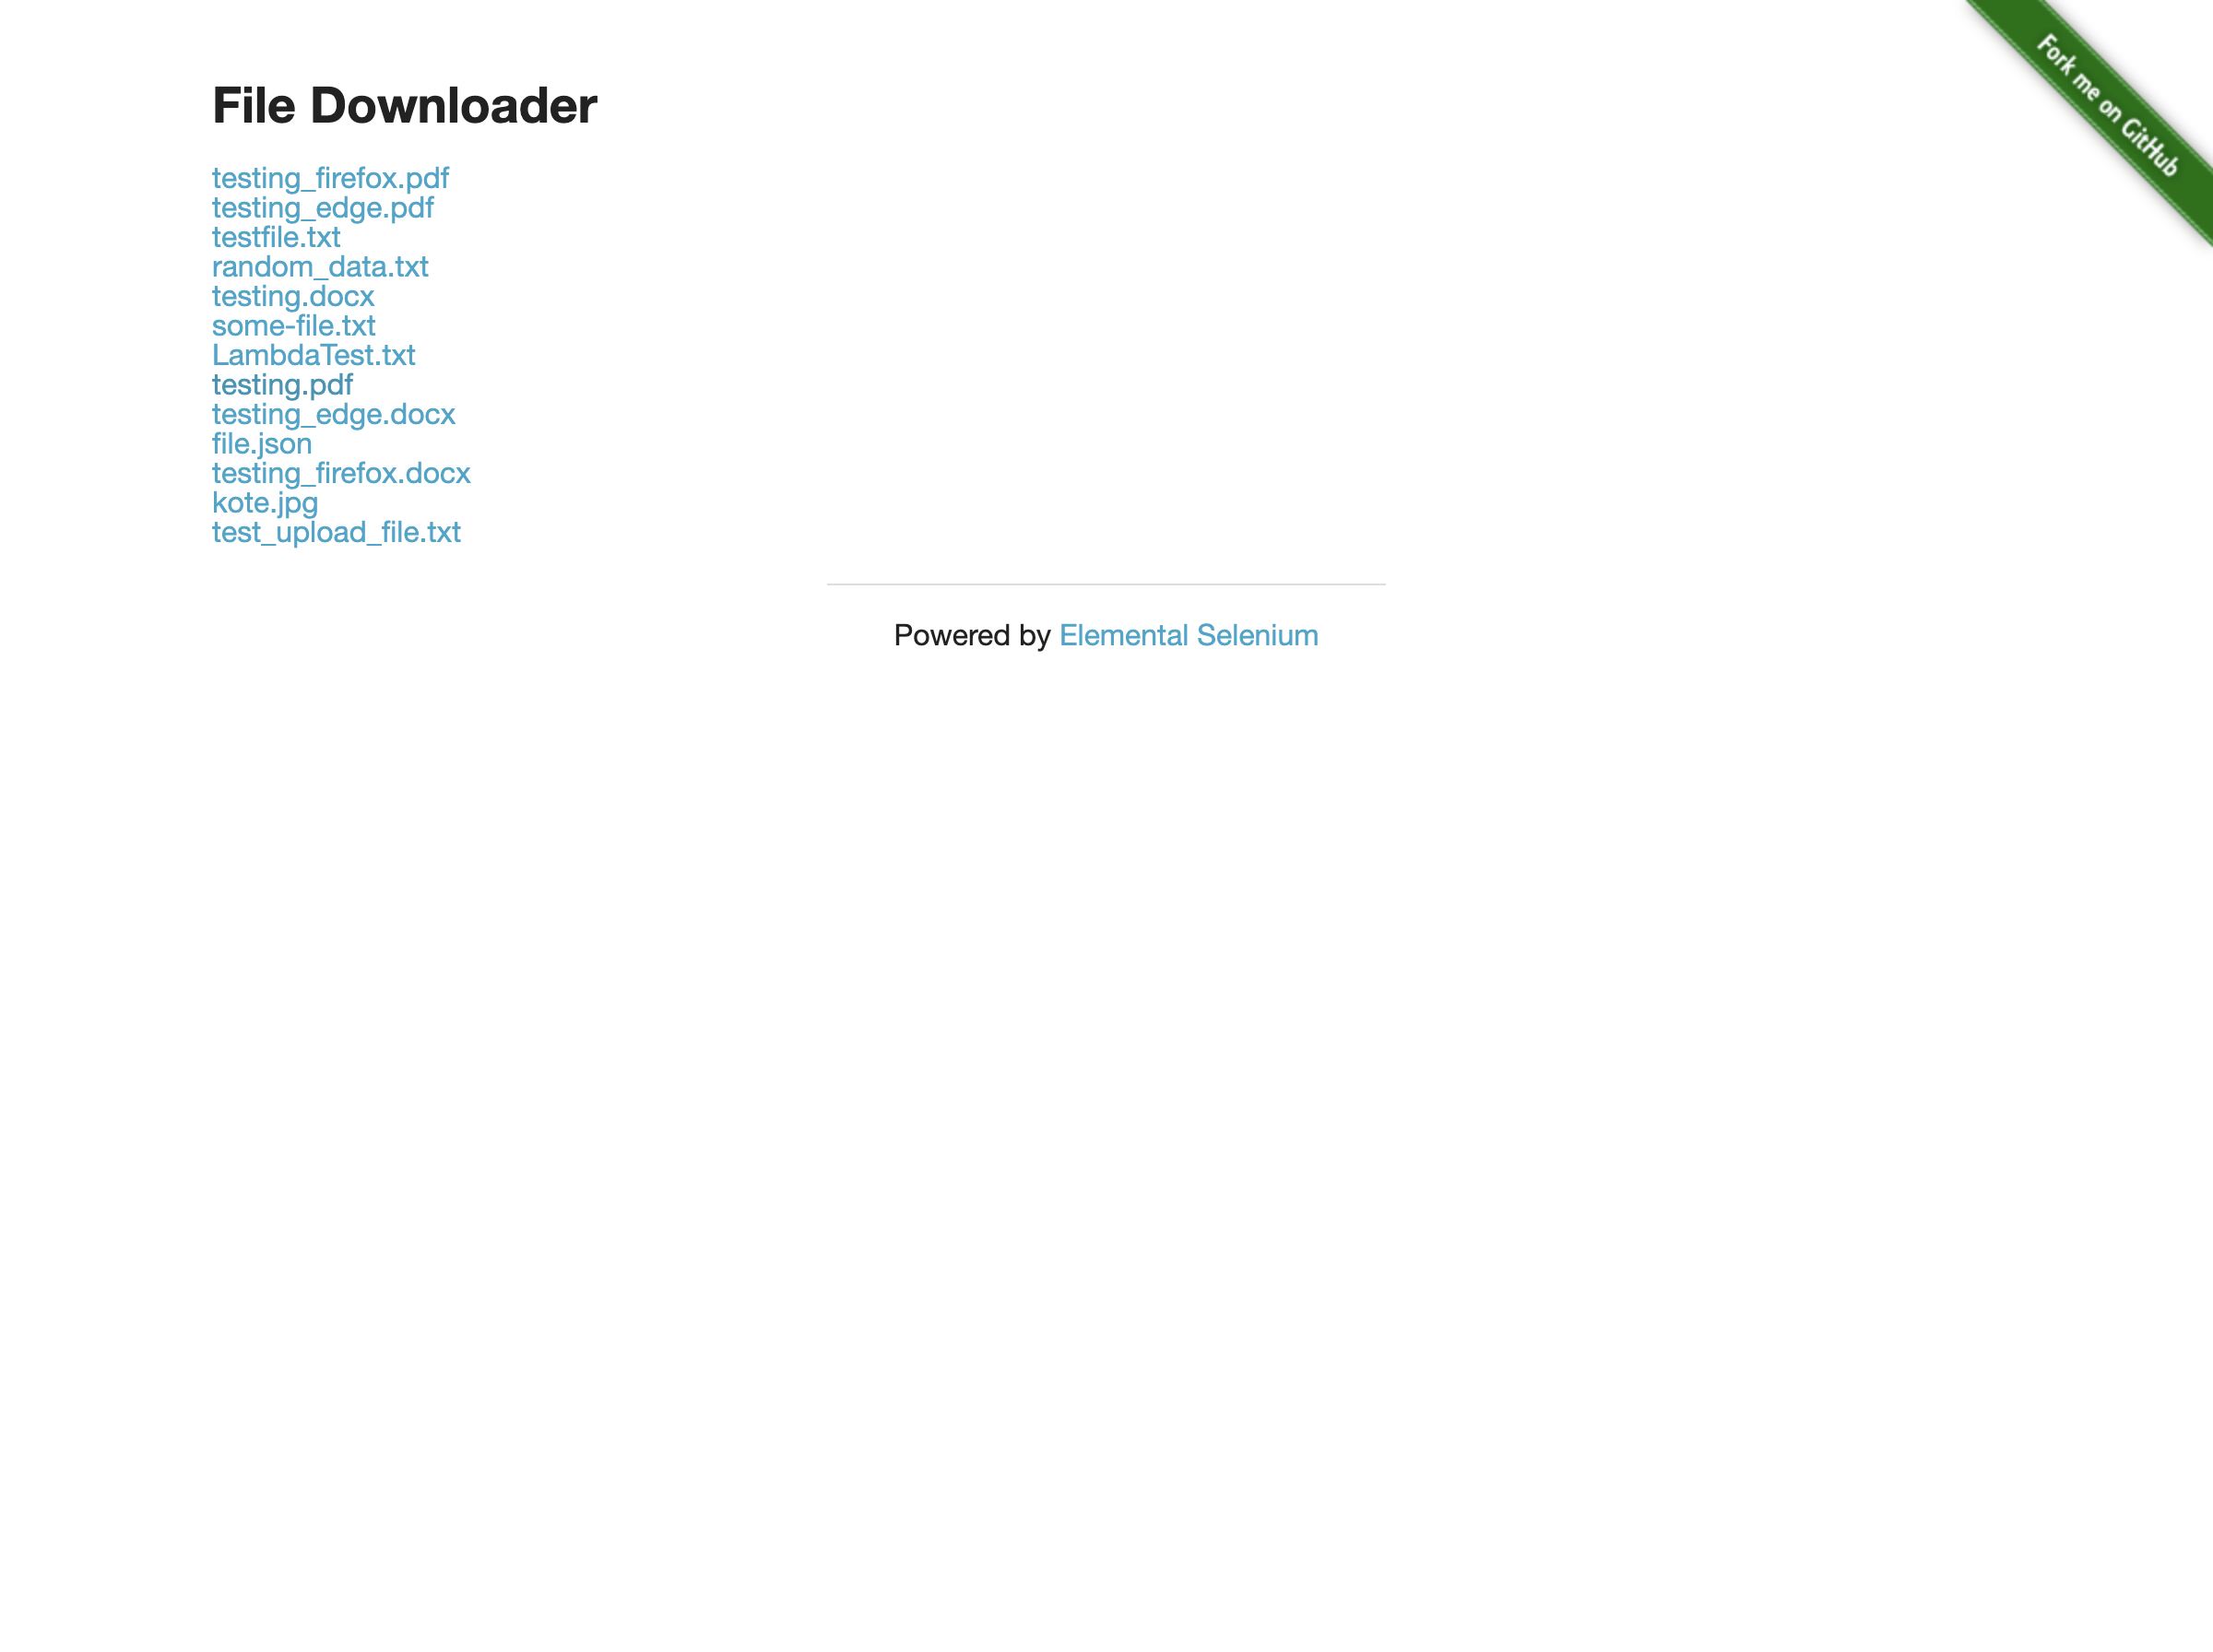 Fork me on GitHub
File Downloader
testing_firefox.pdf
testing_edge.pdf
testfile.txt
random_data.txt
testing.docx
some-file.txt
LambdaTest.txt
testing.pdf
testing_edge.docx
file.json
testing_firefox.docx
kote.jpg
test_upload_file.txt
Powered by Elemental Selenium